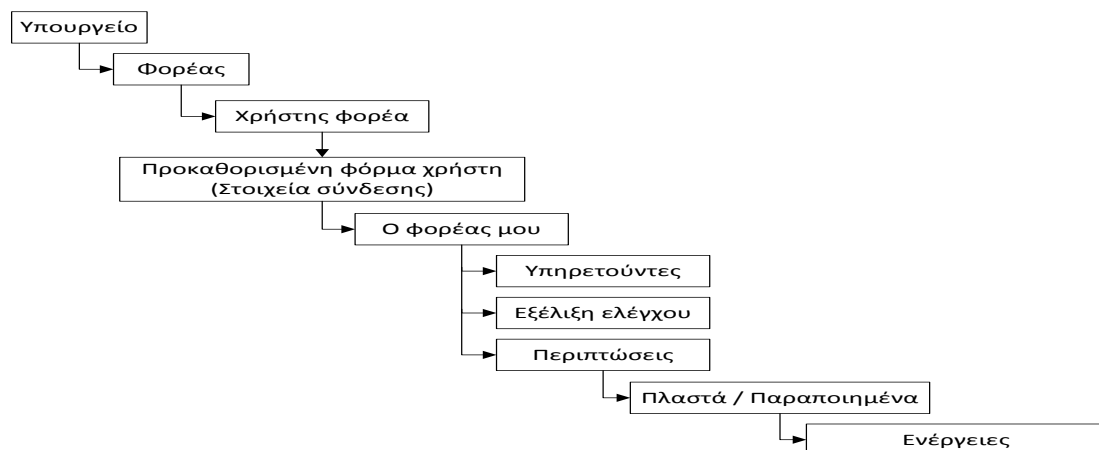 Υπουργείο
Φορέας
Χρήστης φορέα
Προκαθορισμένη φόρμα χρήστη
(Στοιχεία σύνδεσης)
Ο φορέας μου
Υπηρετούντες
Εξέλιξη ελέγχου
Περιπτώσεις
Πλαστά / Παραποιημένα
Ενέργειες